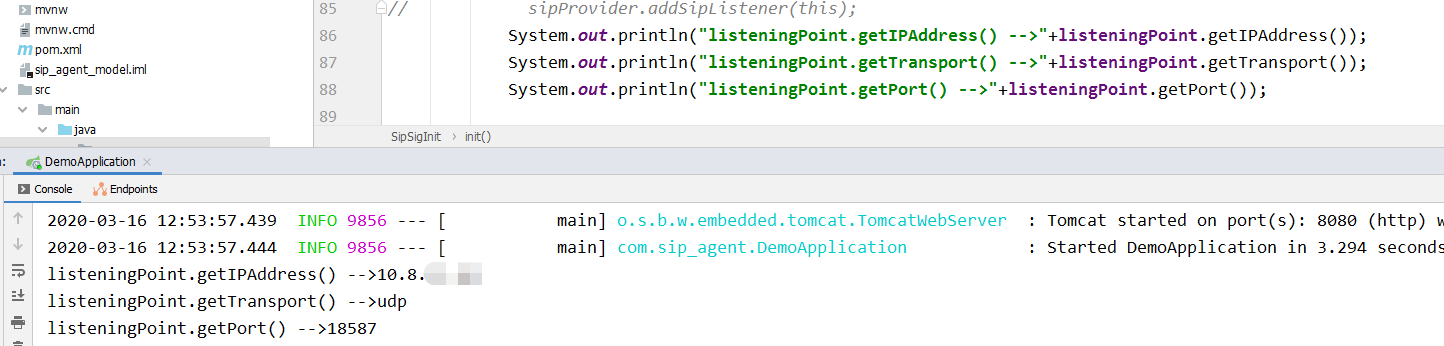 mvnw
mvnw.cmd
pom.xml
sip_agent_model.iml
src
main
java
85 // sipProvider.addSipListener(this);
86 System.out.println("listeningPoint.getIPAddress() -->"+listeningPoint.getIPAddress());
87 System.out.println("listeningPoint.getTransport() -->"+listeningPoint.getTransport());
88 System.out.println("listeningPoint.getPort() -->"+listeningPoint.getPort());
89
SipSigInit › init()
: DemoApplication ×
Console Endpoints
2020-03-16 12:53:57.439 INFO 9856 --- [ main] o.s.b.w.embedded.tomcat.TomcatWebServer : Tomcat started on port(s): 8080 (http) w
2020-03-16 12:53:57.444 INFO 9856 --- [ main] com.sip_agent.DemoApplication : Started DemoApplication in 3.294 seconds
listeningPoint.getIPAddress() -->10.8.
listeningPoint.getTransport() -->udp
listeningPoint.getPort() -->18587